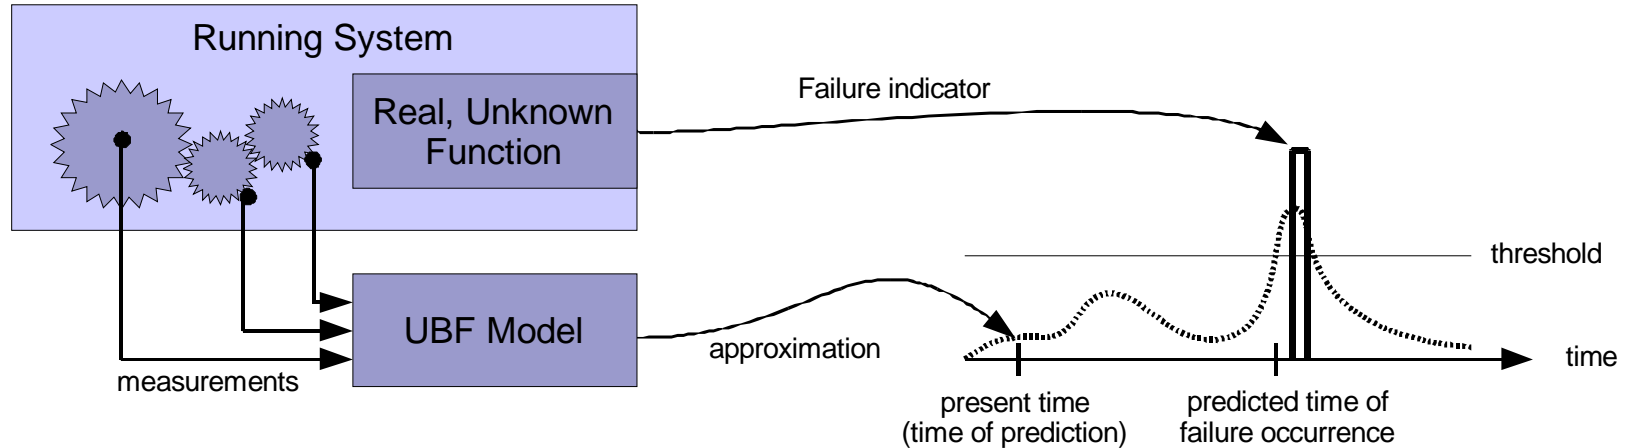 Running System
Real, Unknown
Function
Failure indicator
threshold
UBF Model
approximation
measurements
time
present time
(time of prediction)
predicted time of
failure occurrence